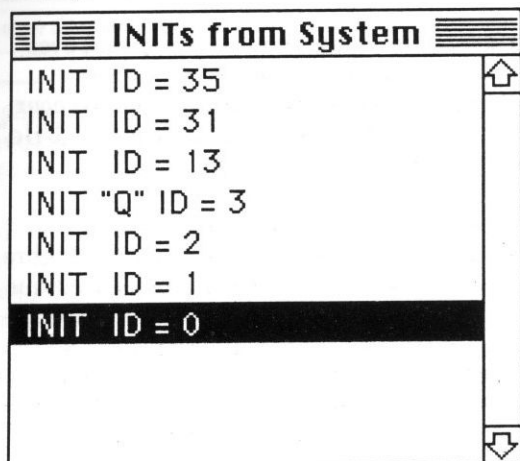 INITs from System
INIT ID = 35
INIT ID = 31
INIT ID = 13
INIT "Q" ID = 3
INIT ID = 2
INIT ID = 1
INIT ID = 0